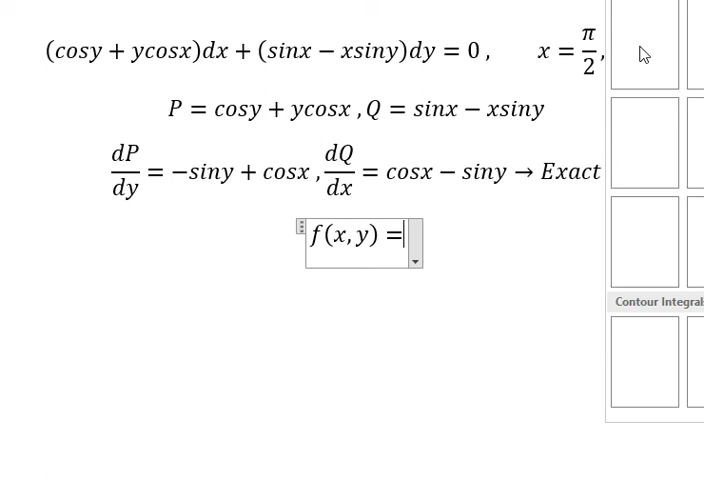 (cosy + ycosx)dx + (sinx − xsiny)dy = 0 , x = π/2 ,
P = cosy + ycosx , Q = sinx − xsiny
dP/dy = −siny + cosx , dQ/dx = cosx − siny → Exact
f(x, y) =
Contour Integral